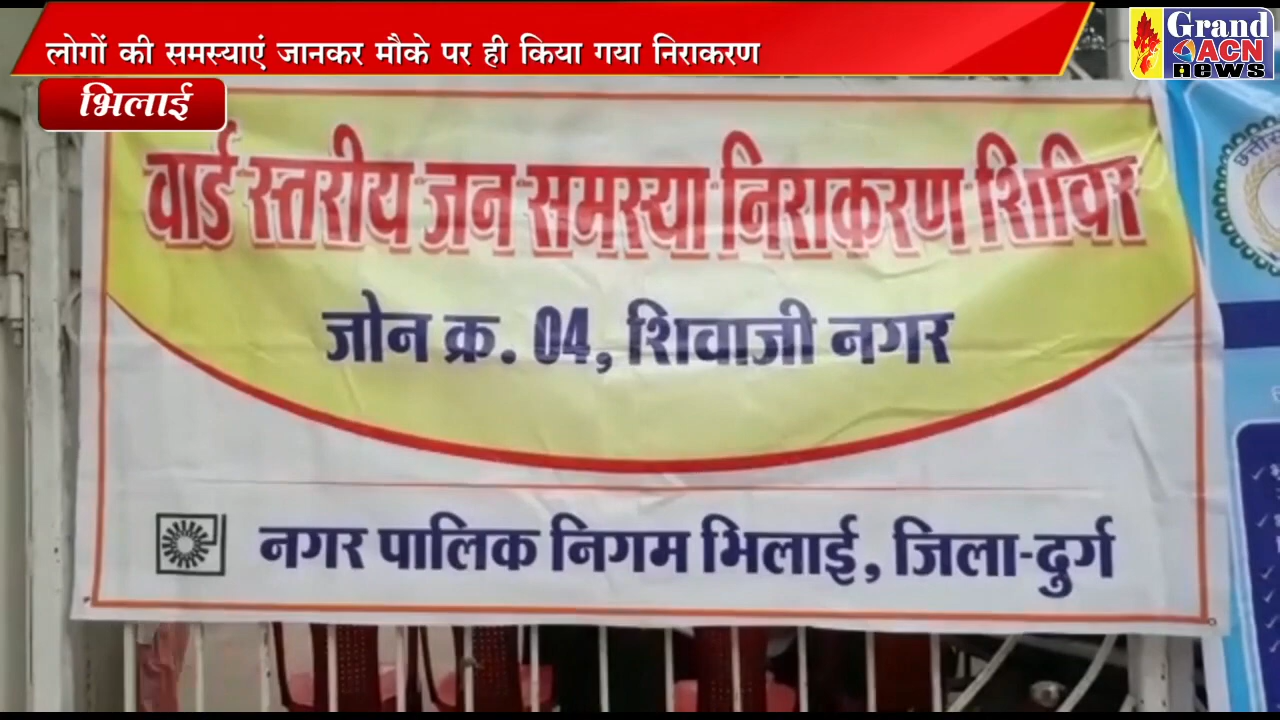 लोगों की समस्याएं जानकर मौके पर ही किया गया निराकरण
Grand
ACN
news
भिलाई
वार्ड स्तरीय जन समस्या निराकरण शिविर
जोन क्र. 04, शिवाजी नगर
नगर पालिक निगम भिलाई, जिला-दुर्ग